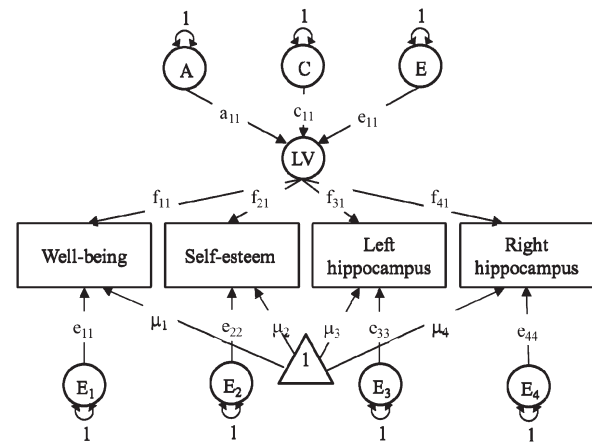 1 1 1
A C E
a11 c11 e11
LV
f11 f21 f31 f41
Well-being Self-esteem Left hippocampus Right hippocampus
e11 μ1 e22 μ2 μ3 e33 μ4 e44
1
E1 E2 E3 E4
1 1 1 1